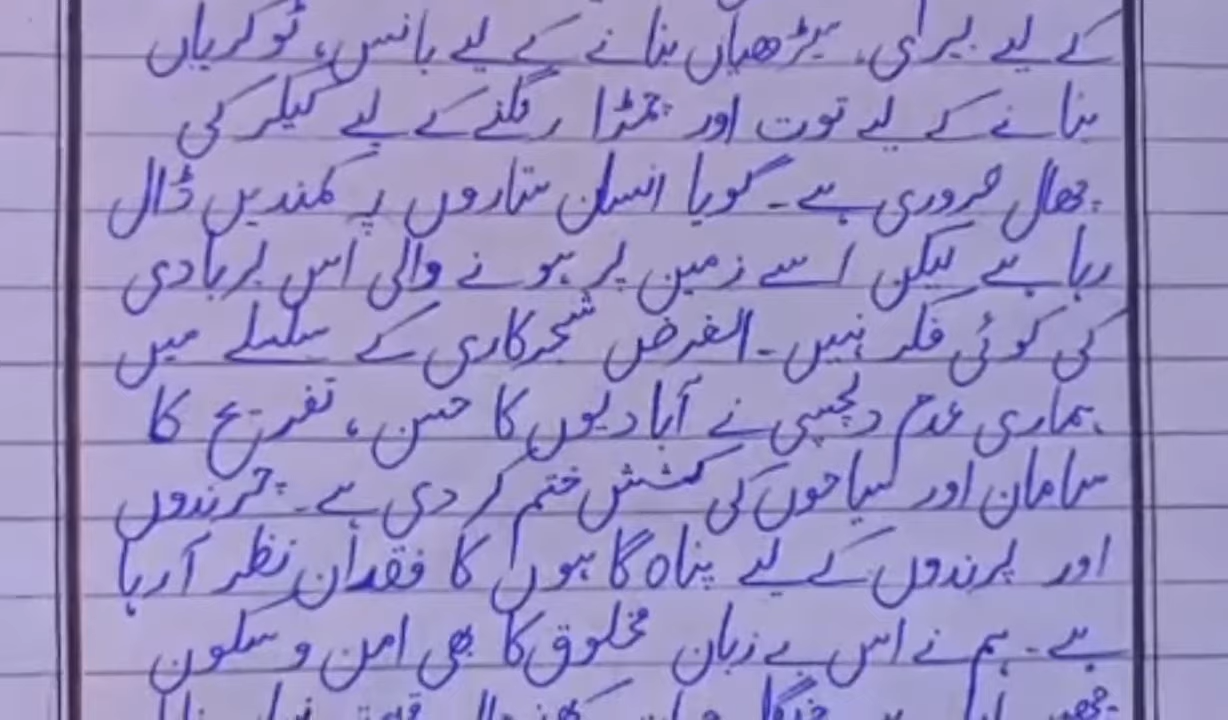 کے لیے بیرای، سیڑھیاں بنانے کے لیے بانس، ٹوکریاں
بنانے کے لیے توت اور چمڑا رنگنے کے لیے کیکر کی
چھال ضروری ہے۔ گویا انسان ستاروں پہ کمندیں ڈال
رہا ہے لیکن اسے زمین پر ہونے والی اس بربادی
کی کوئی فکر نہیں۔ الغرض شجرکاری کے سلسلے میں
ہماری عدم دلچسپی نے آبادیوں کا حسن، تفریح کا
سامان اور سیاحوں کی کشش ختم کر دی ہے۔ چرندوں
اور پرندوں کے لیے پناہ گاہوں کا فقدان نظر آ رہا
ہے۔ ہم نے اس بے زبان مخلوق کا بھی امن و سکون